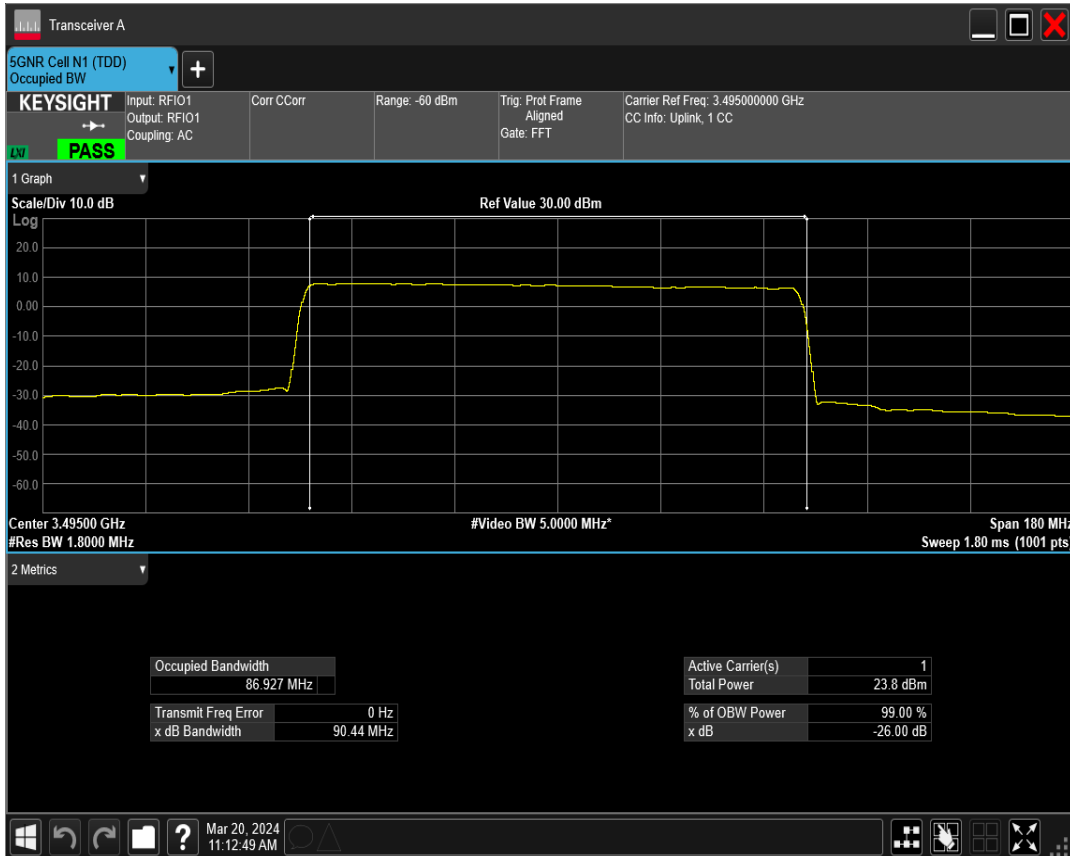 Transceiver A
5GNR Cell N1 (TDD)
Occupied BW
+
KEYSIGHT
LXI
PASS
Input: RFIO1
Output: RFIO1
Coupling: AC
Corr CCorr
Range: -60 dBm
Trig: Prot Frame
Aligned
Gate: FFT
Carrier Ref Freq: 3.495000000 GHz
CC Info: Uplink, 1 CC
1 Graph
Scale/Div 10.0 dB
Ref Value 30.00 dBm
Log
20.0
10.0
0.00
-10.0
-20.0
-30.0
-40.0
-50.0
-60.0
Center 3.49500 GHz
#Video BW 5.0000 MHz*
Span 180 MHz
#Res BW 1.8000 MHz
Sweep 1.80 ms (1001 pts)
2 Metrics
Occupied Bandwidth
86.927 MHz
Transmit Freq Error 0 Hz
x dB Bandwidth 90.44 MHz
Active Carrier(s) 1
Total Power 23.8 dBm
% of OBW Power 99.00 %
x dB -26.00 dB
?
Mar 20, 2024
11:12:49 AM